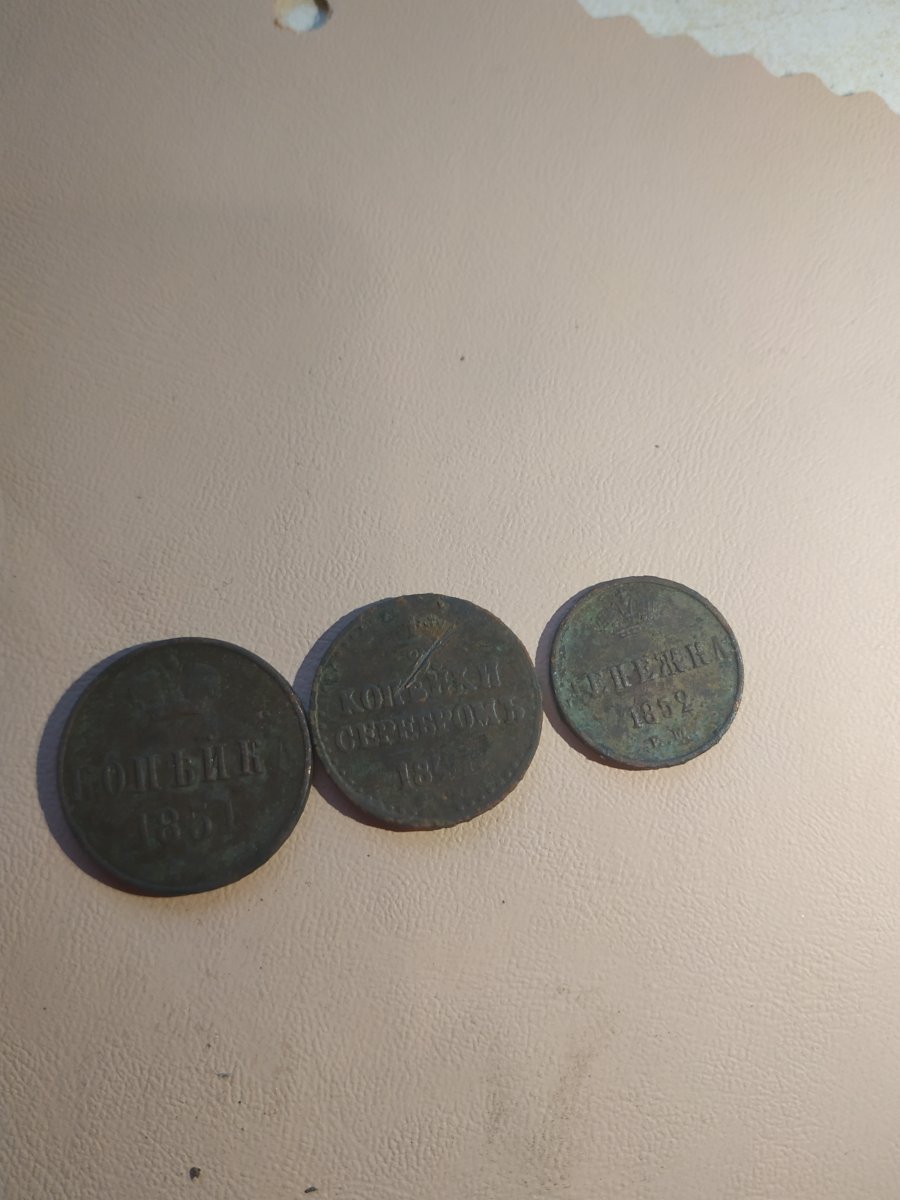 КОПѢЙКА
1851
КОПѢЙКИ
СЕРЕБРОМЪ
ДЕНЕЖКА
1852
Е.М.